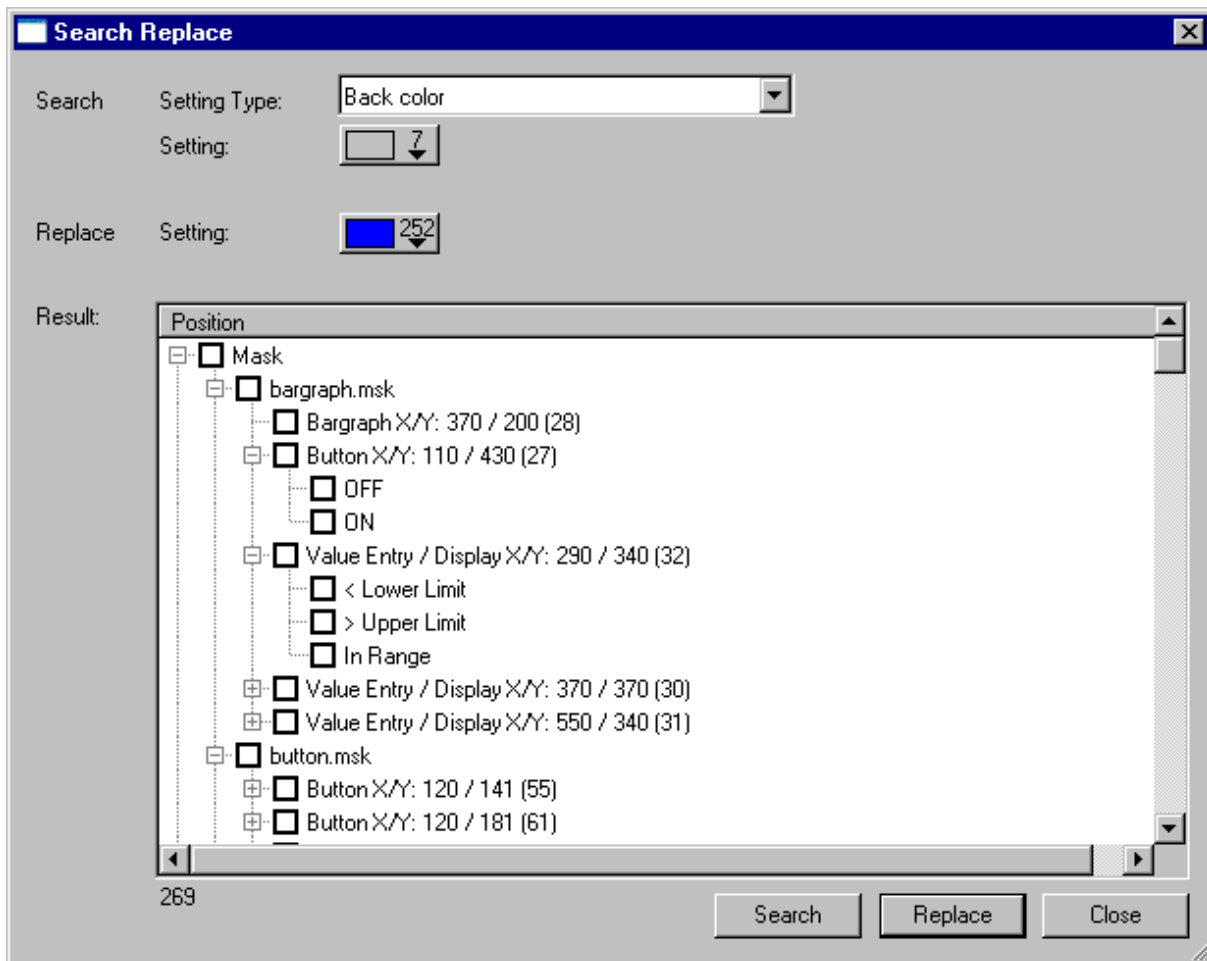 Search Replace
Search Setting Type: Back color
Setting: 7
Replace Setting: 252
Result:
Position
Mask
bargraph.msk
Bargraph X/Y: 370 / 200 (28)
Button X/Y: 110 / 430 (27)
OFF
ON
Value Entry / Display X/Y: 290 / 340 (32)
< Lower Limit
> Upper Limit
In Range
Value Entry / Display X/Y: 370 / 370 (30)
Value Entry / Display X/Y: 550 / 340 (31)
button.msk
Button X/Y: 120 / 141 (55)
Button X/Y: 120 / 181 (61)
269
Search Replace Close